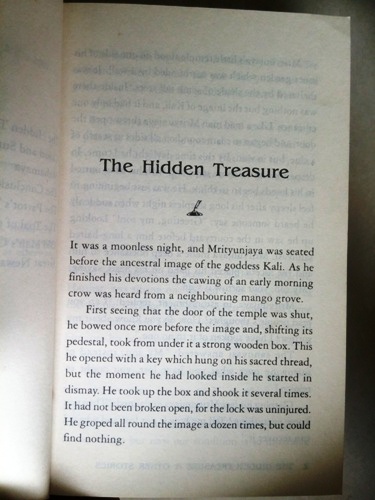 The Hidden Treasure
It was a moonless night, and Mrityunjaya was seated
before the ancestral image of the goddess Kali. As he
finished his devotions the cawing of an early morning
crow was heard from a neighbouring mango grove.
First seeing that the door of the temple was shut,
he bowed once more before the image and, shifting its
pedestal, took from under it a strong wooden box. This
he opened with a key which hung on his sacred thread,
but the moment he had looked inside he started in
dismay. He took up the box and shook it several times.
It had not been broken open, for the lock was uninjured.
He groped all round the image a dozen times, but could
find nothing.